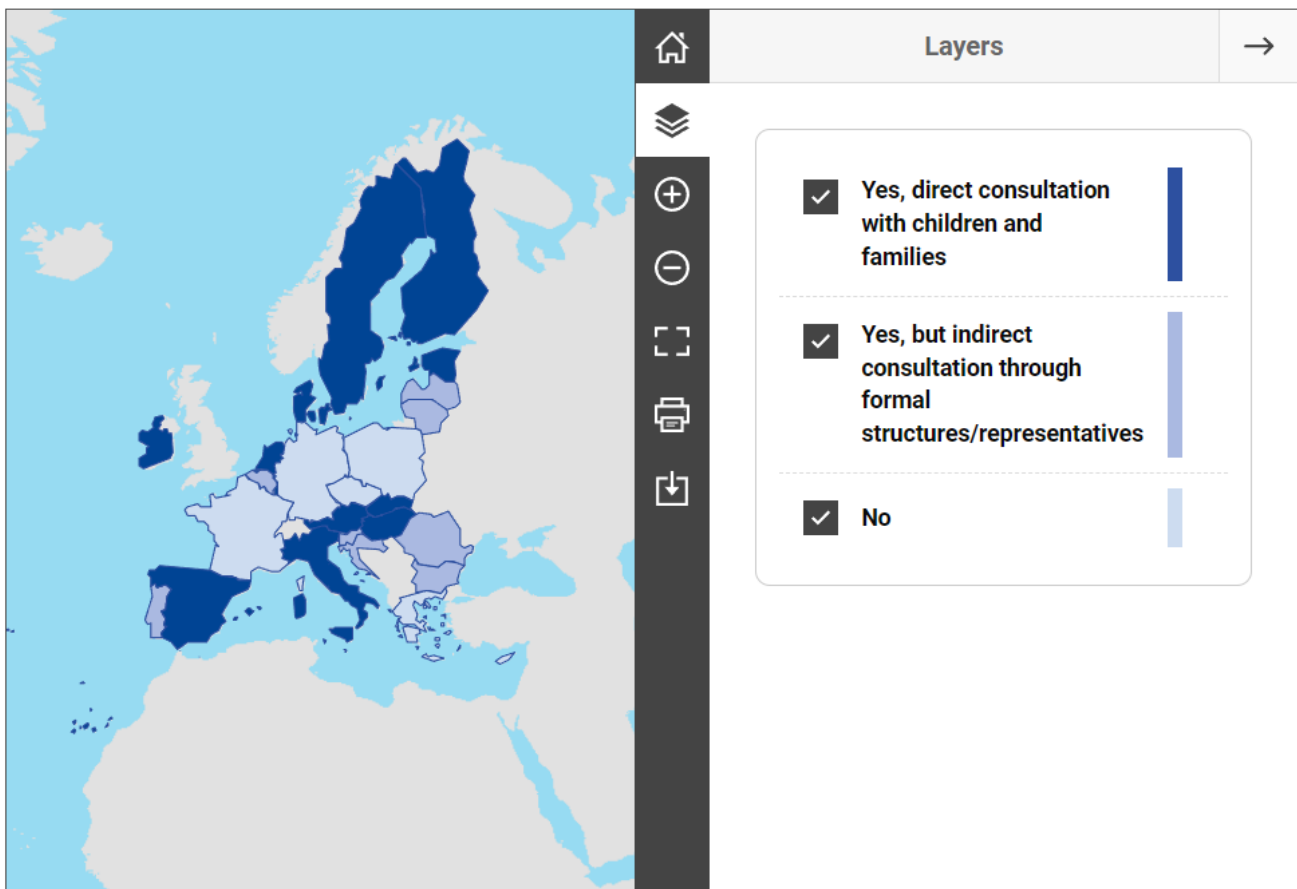 Layers
Yes, direct consultation
with children and
families
Yes, but indirect
consultation through
formal
structures/representatives
No